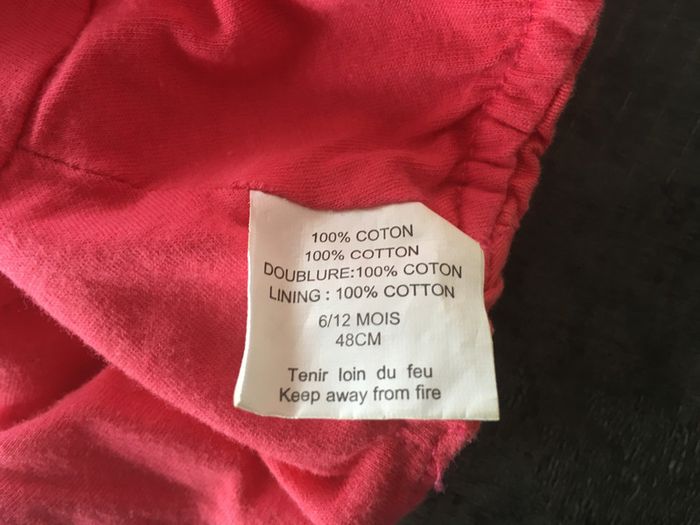 100% COTON
100% COTTON
DOUBLURE:100% COTON
LINING : 100% COTTON
6/12 MOIS
48CM
Tenir loin du feu
Keep away from fire